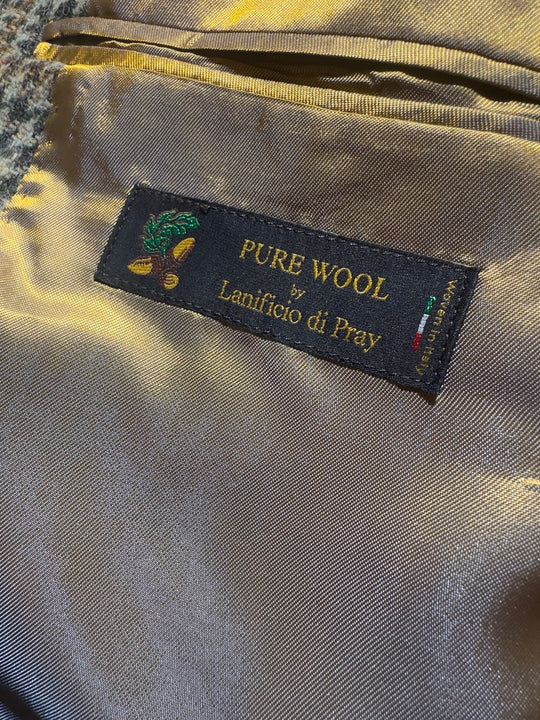 PURE WOOL
by
Lanificio di Pray
Woven in Italy